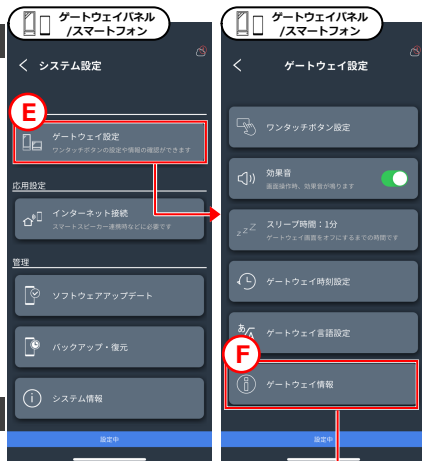 ゲートウェイパネル
/スマートフォン
システム設定
E
ゲートウェイ設定
ワンタッチボタンの設定や情報の確認ができます
応用設定
インターネット接続
スマートスピーカー連携時などに必要です
管理
ソフトウェアアップデート
バックアップ・復元
システム情報
設定中
ゲートウェイパネル
/スマートフォン
ゲートウェイ設定
ワンタッチボタン設定
効果音
画面操作時、効果音が鳴ります
zzZ
スリープ時間：1分
ゲートウェイ画面をオフにするまでの時間です
ゲートウェイ時刻設定
あ/A
ゲートウェイ言語設定
F
ゲートウェイ情報
設定中